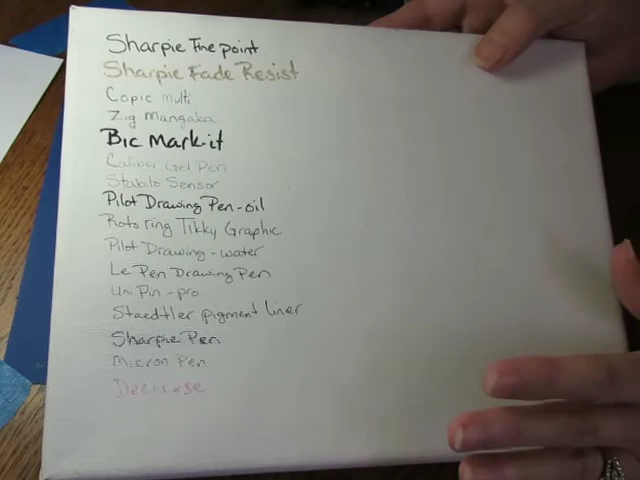 Sharpie Fine point
Sharpie Fade Resist
Copic multi
Zig Mangaka
Bic Mark-it
Caliber Gel Pen
Stabilo Sensor
Pilot Drawing Pen-oil
Rotoring Tikky Graphic
Pilot Drawing-water
Le Pen Drawing Pen
Uni Pin-pro
Staedtler pigment liner
Sharpie Pen
Micron Pen